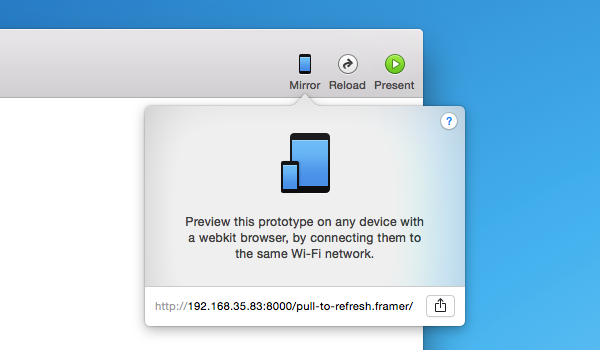 Mirror Reload Present
?
Preview this prototype on any device with
a webkit browser, by connecting them to
the same Wi-Fi network.
http://192.168.35.83:8000/pull-to-refresh.framer/